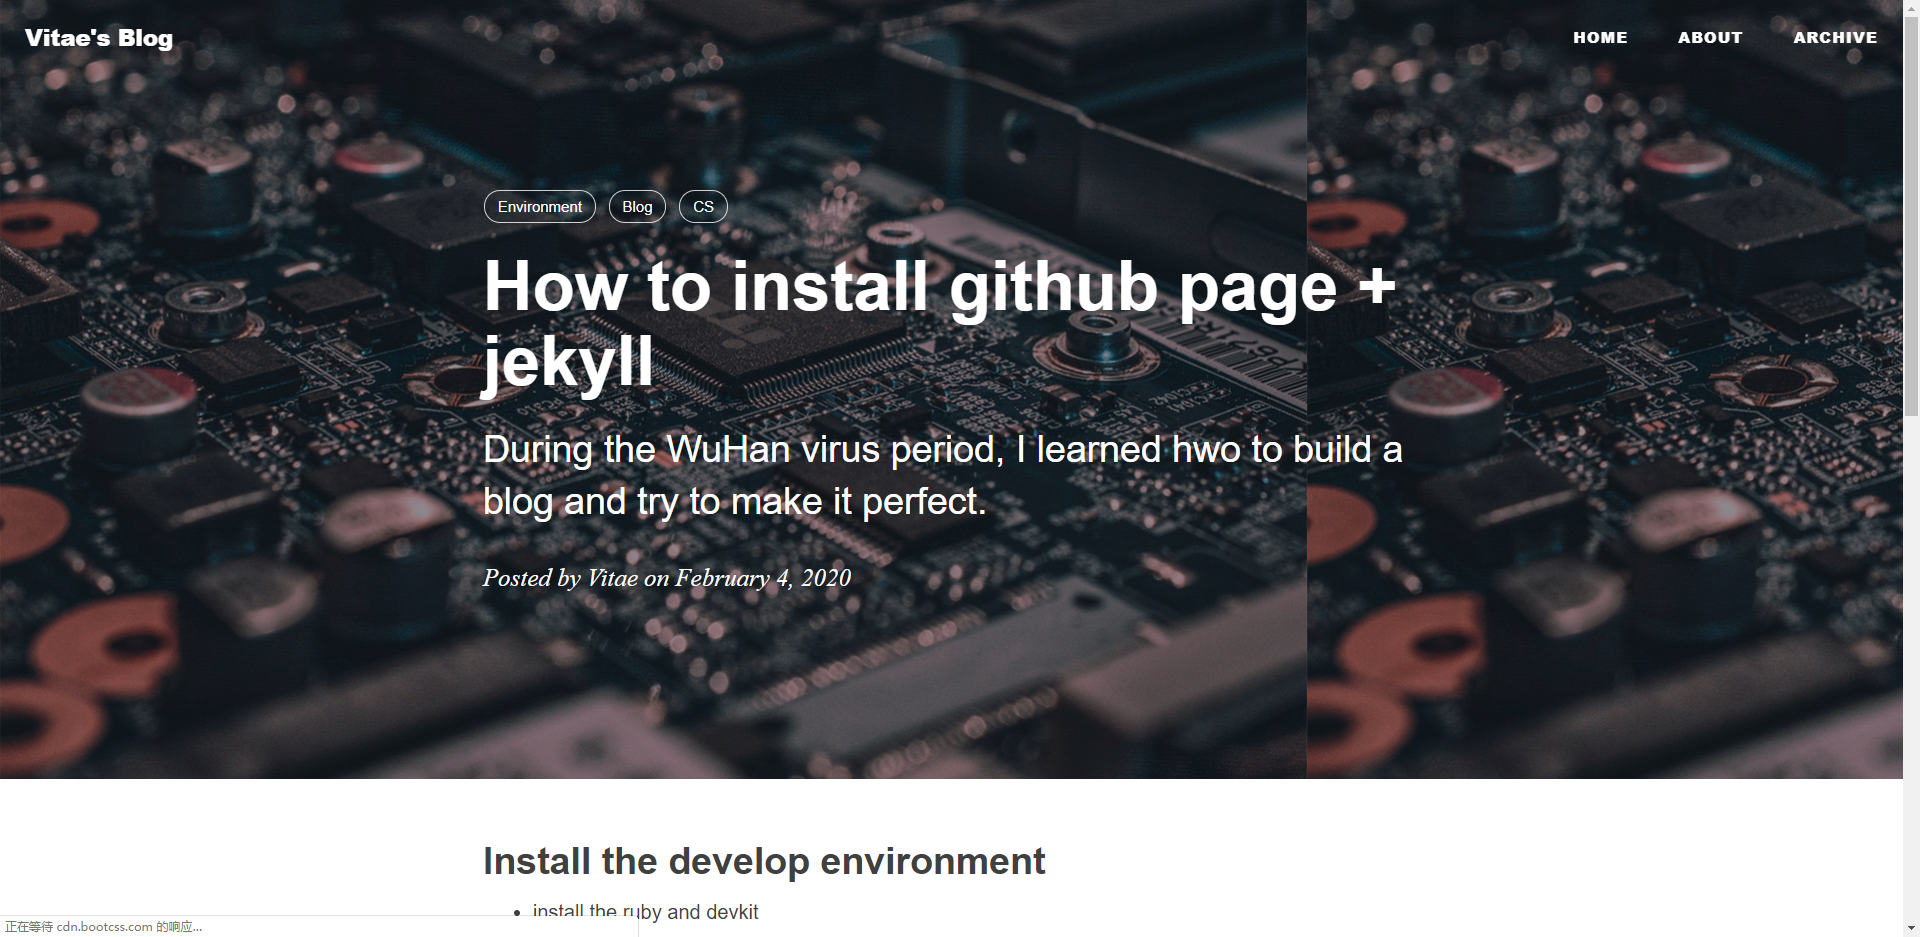 Vitae's Blog
HOME ABOUT ARCHIVE
Environment Blog CS
How to install github page +
jekyll
During the WuHan virus period, I learned hwo to build a
blog and try to make it perfect.
Posted by Vitae on February 4, 2020
Install the develop environment
install the ruby and devkit
正在等待 cdn.bootcss.com 的响应...